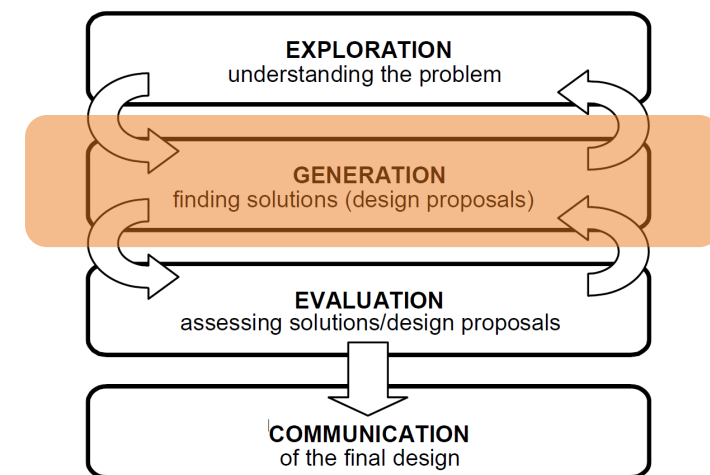 EXPLORATION
understanding the problem
GENERATION
finding solutions (design proposals)
EVALUATION
assessing solutions/design proposals
COMMUNICATION
of the final design